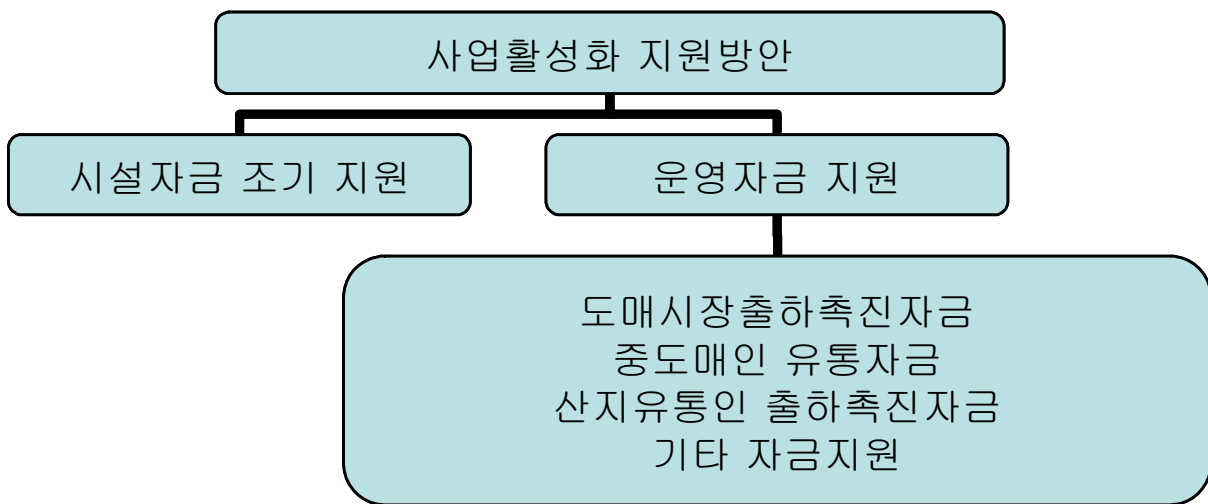 사업활성화 지원방안
시설자금 조기 지원
운영자금 지원
도매시장출하촉진자금
중도매인 유통자금
산지유통인 출하촉진자금
기타 자금지원